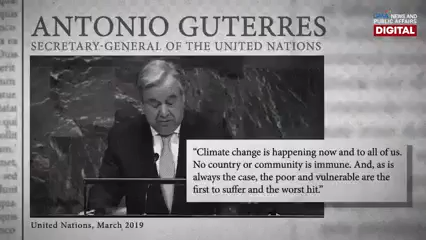 ANTONIO GUTERRES
NEWS AND
PUBLIC AFFAIRS
DIGITAL
SECRETARY-GENERAL OF THE UNITED NATIONS
“Climate change is happening now and to all of us.
No country or community is immune. And, as is
always the case, the poor and vulnerable are the
first to suffer and the worst hit.”
United Nations, March 2019